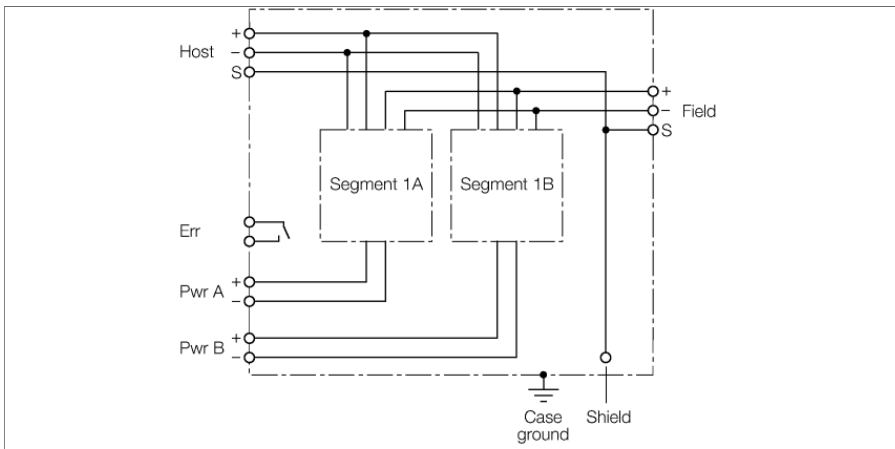 +
Host –
S
+
– Field
S
Segment 1A Segment 1B
Err
+
Pwr A
–
+
Pwr B
–
Case
ground
Shield